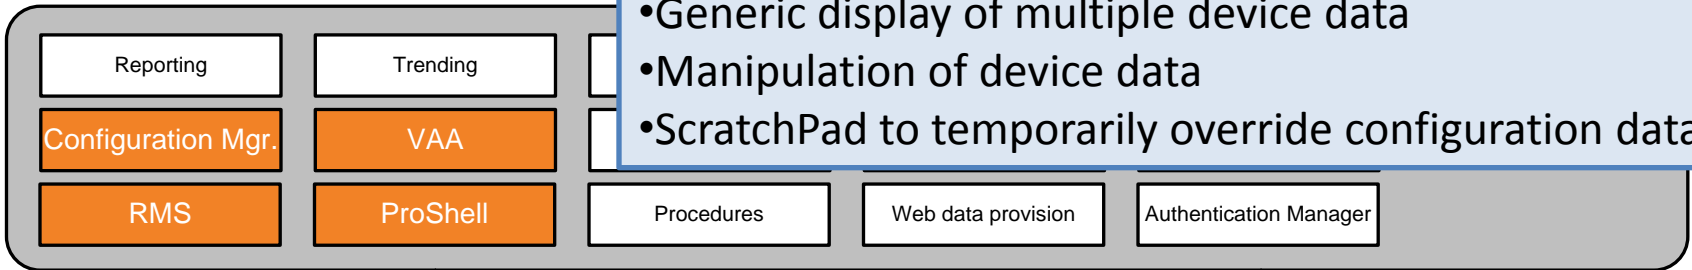 •Generic display of multiple device data
•Manipulation of device data
•ScratchPad to temporarily override configuration data
Reporting
Trending
Configuration Mgr.
VAA
RMS
ProShell
Procedures
Web data provision
Authentication Manager